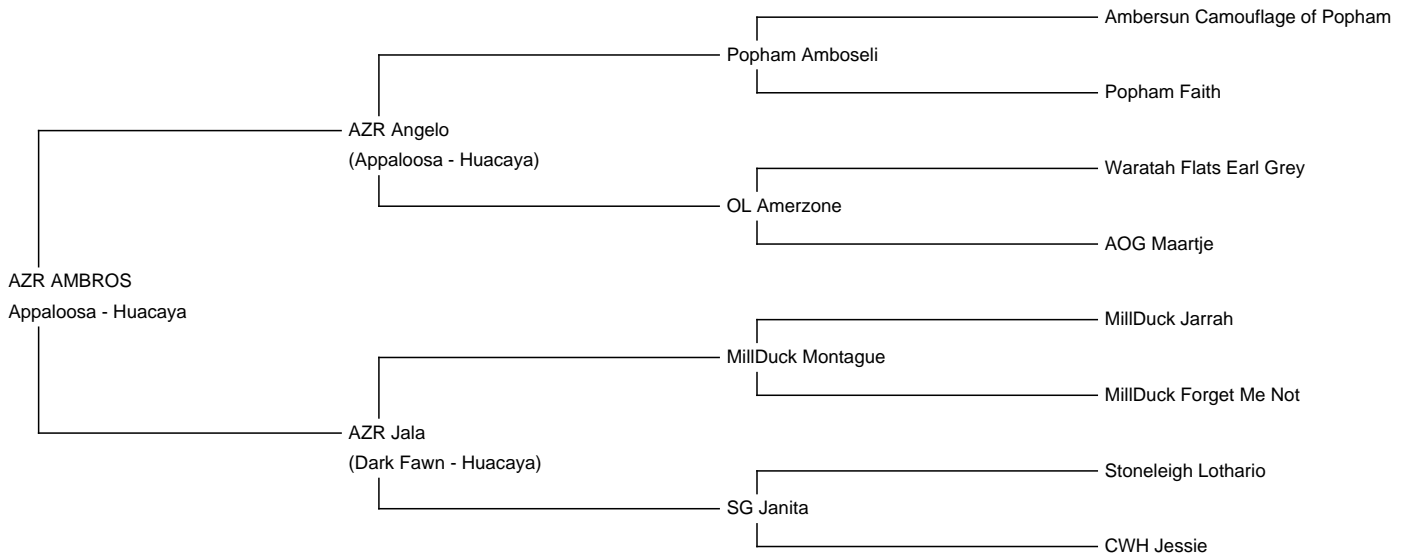 Ambersun Camouflage of Popham
Popham Amboseli
Popham Faith
AZR Angelo
(Appaloosa - Huacaya)
Waratah Flats Earl Grey
OL Amerzone
AOG Maartje
AZR AMBROS
Appaloosa - Huacaya
MillDuck Jarrah
MillDuck Montague
MillDuck Forget Me Not
AZR Jala
(Dark Fawn - Huacaya)
Stoneleigh Lothario
SG Janita
CWH Jessie